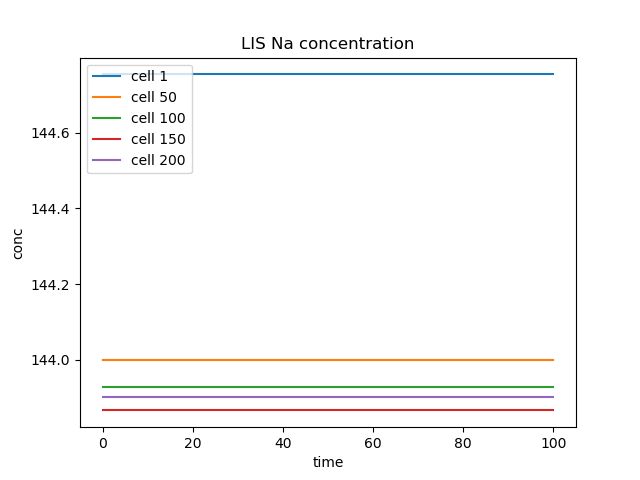 LIS Na concentration
cell 1
cell 50
cell 100
cell 150
cell 200
144.6
144.4
144.2
144.0
conc
0 20 40 60 80 100
time